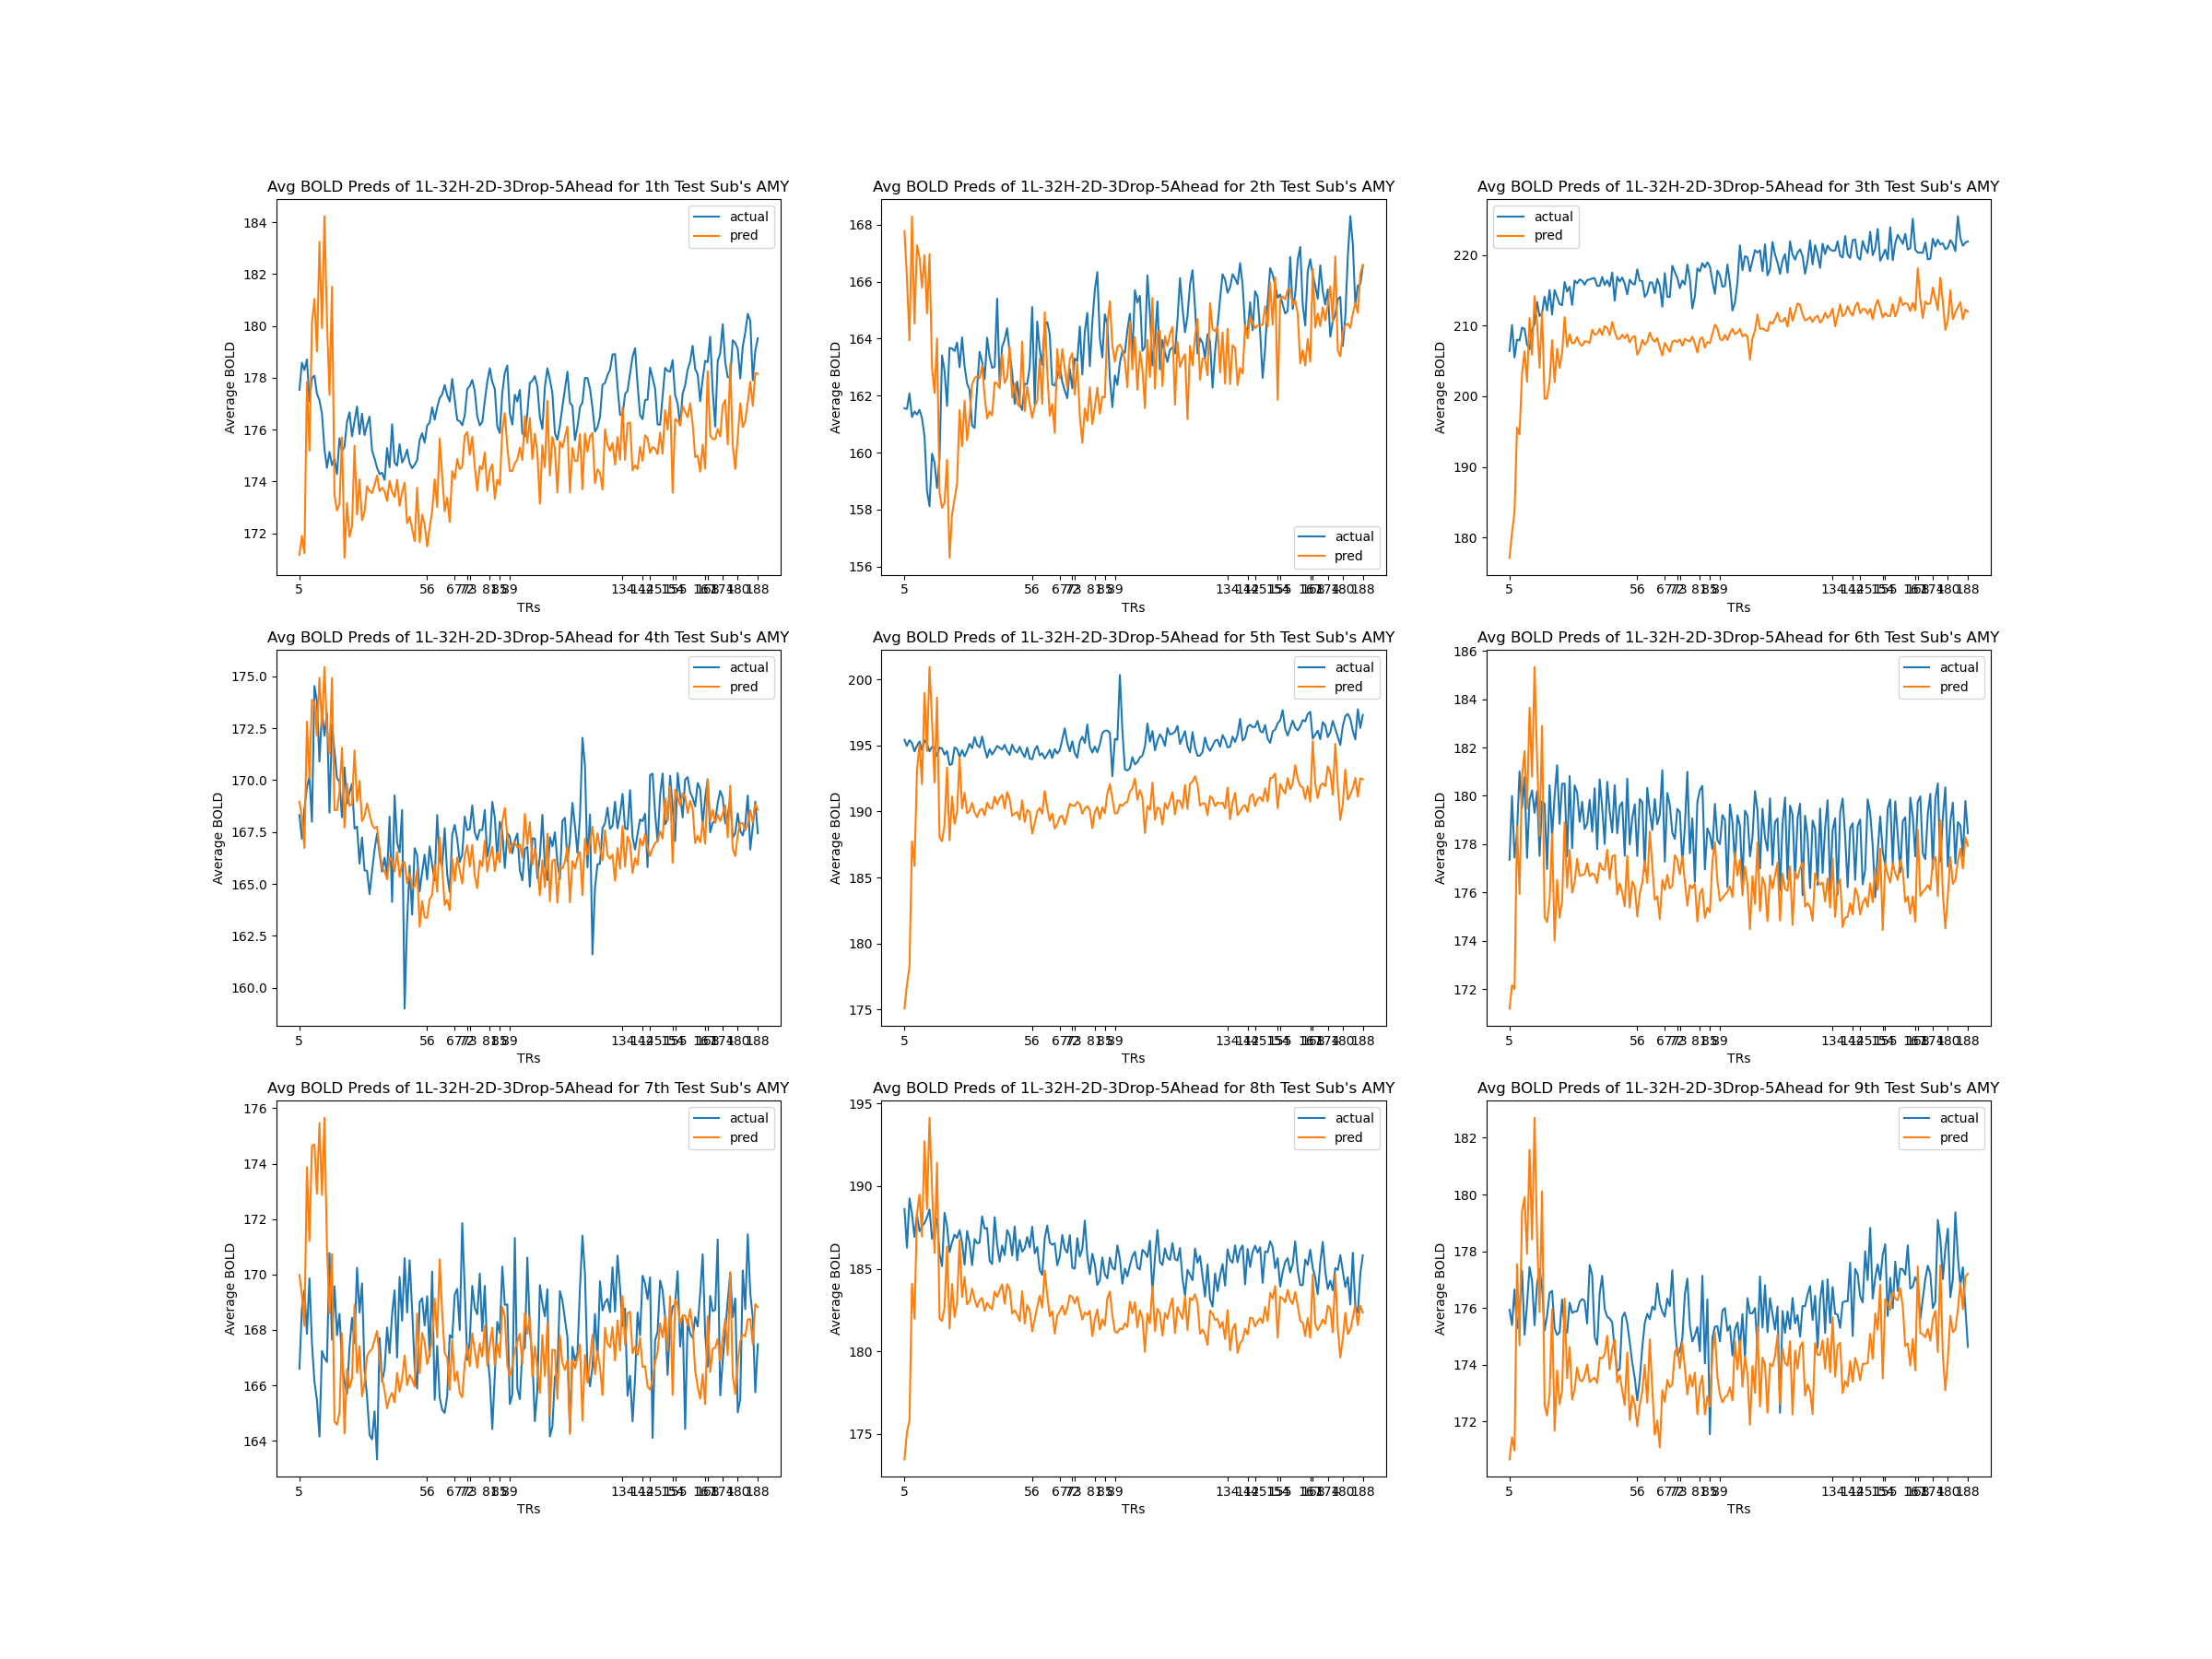 Avg BOLD Preds of 1L-32H-2D-3Drop-5Ahead for 1th Test Sub's AMY
184
182
180
178
176
174
172
Average BOLD
actual
pred
5 56 89 188
TRs
Avg BOLD Preds of 1L-32H-2D-3Drop-5Ahead for 2th Test Sub's AMY
168
166
164
162
160
158
156
Average BOLD
actual
pred
5 56 89 188
TRs
Avg BOLD Preds of 1L-32H-2D-3Drop-5Ahead for 3th Test Sub's AMY
220
210
200
190
180
Average BOLD
actual
pred
5 56 89 188
TRs
Avg BOLD Preds of 1L-32H-2D-3Drop-5Ahead for 4th Test Sub's AMY
175.0
172.5
170.0
167.5
165.0
162.5
160.0
Average BOLD
actual
pred
5 56 89 188
TRs
Avg BOLD Preds of 1L-32H-2D-3Drop-5Ahead for 5th Test Sub's AMY
200
195
190
185
180
175
Average BOLD
actual
pred
5 56 89 188
TRs
Avg BOLD Preds of 1L-32H-2D-3Drop-5Ahead for 6th Test Sub's AMY
186
184
182
180
178
176
174
172
Average BOLD
actual
pred
5 56 89 188
TRs
Avg BOLD Preds of 1L-32H-2D-3Drop-5Ahead for 7th Test Sub's AMY
176
174
172
170
168
166
164
Average BOLD
actual
pred
5 56 89 188
TRs
Avg BOLD Preds of 1L-32H-2D-3Drop-5Ahead for 8th Test Sub's AMY
195
190
185
180
175
Average BOLD
actual
pred
5 56 89 188
TRs
Avg BOLD Preds of 1L-32H-2D-3Drop-5Ahead for 9th Test Sub's AMY
182
180
178
176
174
172
Average BOLD
actual
pred
5 56 89 188
TRs